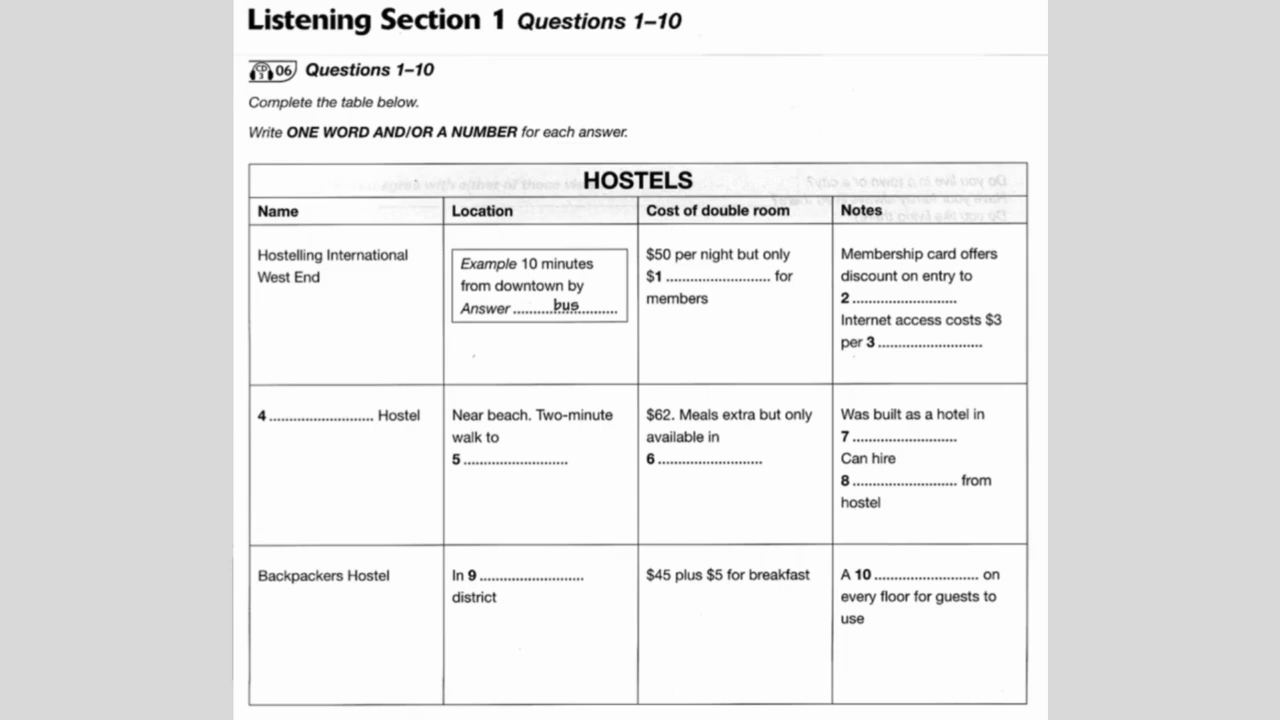 Listening Section 1 Questions 1–10
CD 3 06 Questions 1–10
Complete the table below.
Write ONE WORD AND/OR A NUMBER for each answer.
HOSTELS
Name
Location
Cost of double room
Notes
Hostelling International
West End
Example 10 minutes
from downtown by
Answer ............bus............
$50 per night but only
$1 .......................... for
members
Membership card offers
discount on entry to
2 ..........................
Internet access costs $3
per 3 ..........................
4 .......................... Hostel
Near beach. Two-minute
walk to
5 ..........................
$62. Meals extra but only
available in
6 ..........................
Was built as a hotel in
7 ..........................
Can hire
8 .......................... from
hostel
Backpackers Hostel
In 9 ..........................
district
$45 plus $5 for breakfast
A 10 .......................... on
every floor for guests to
use